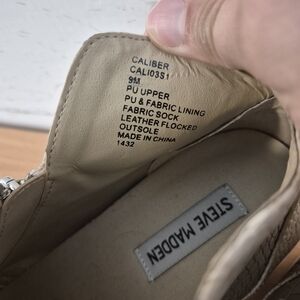 CALIBER
CALI03S1
9M
PU UPPER
PU & FABRIC LINING
FABRIC SOCK
LEATHER FLOCKED
OUTSOLE
MADE IN CHINA
1432
STEVE MADDEN